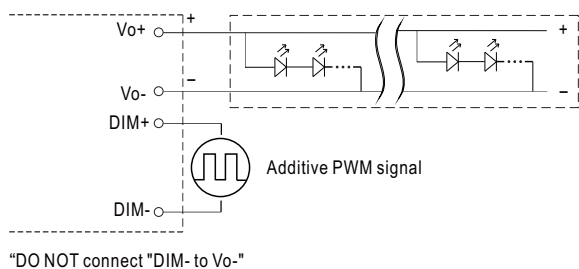 Vo+ +
+
−
Vo- −
DIM+
Additive PWM signal
DIM-
“DO NOT connect "DIM- to Vo-"